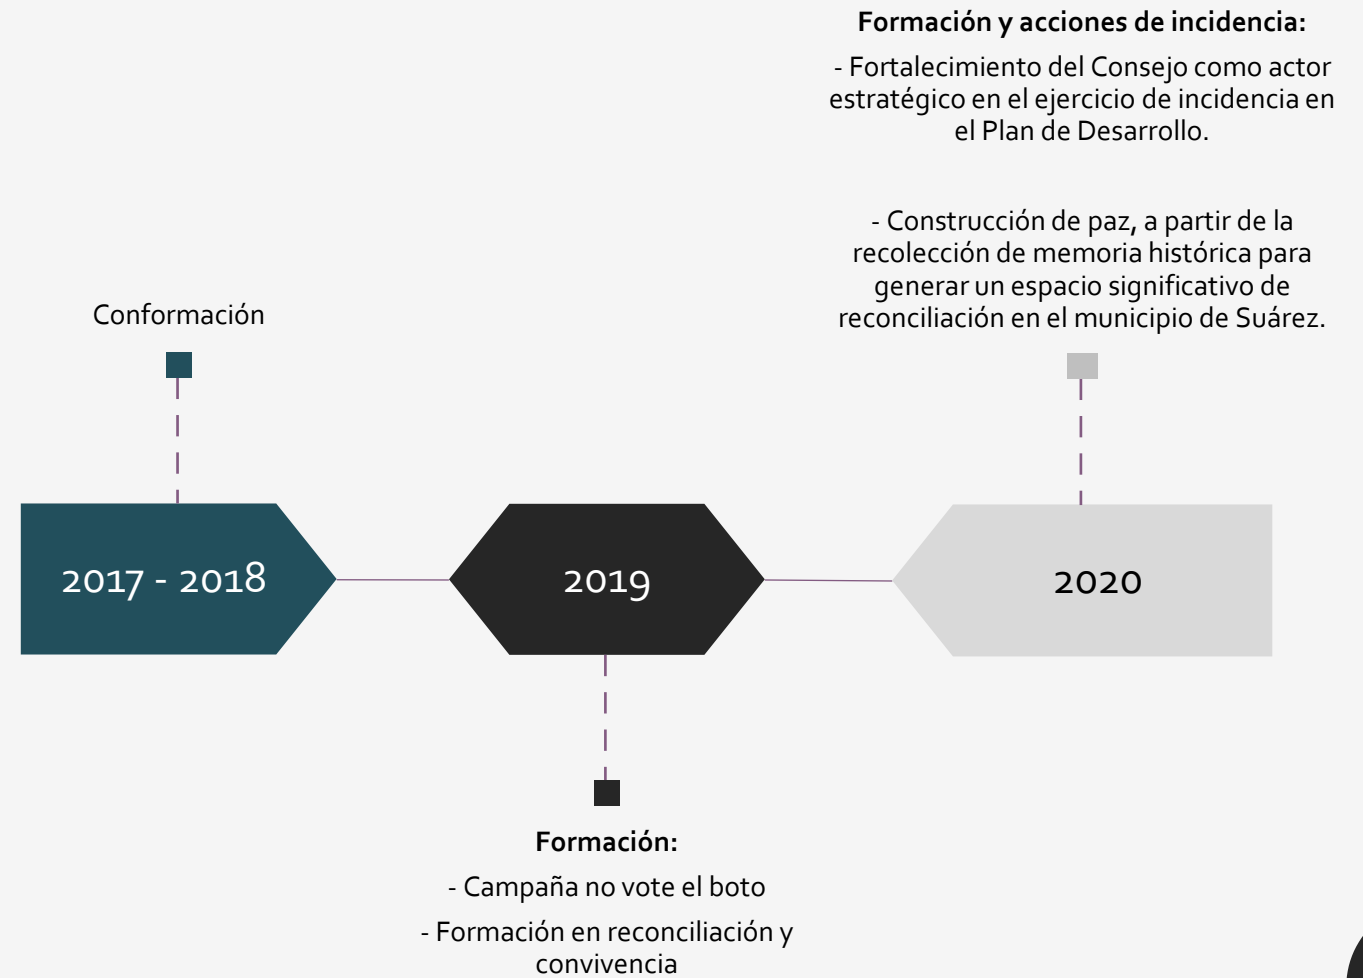 Formación y acciones de incidencia:
- Fortalecimiento del Consejo como actor
estratégico en el ejercicio de incidencia en
el Plan de Desarrollo.
- Construcción de paz, a partir de la
recolección de memoria histórica para
generar un espacio significativo de
reconciliación en el municipio de Suárez.
Conformación
2017 - 2018
2019
2020
Formación:
- Campaña no vote el boto
- Formación en reconciliación y
convivencia